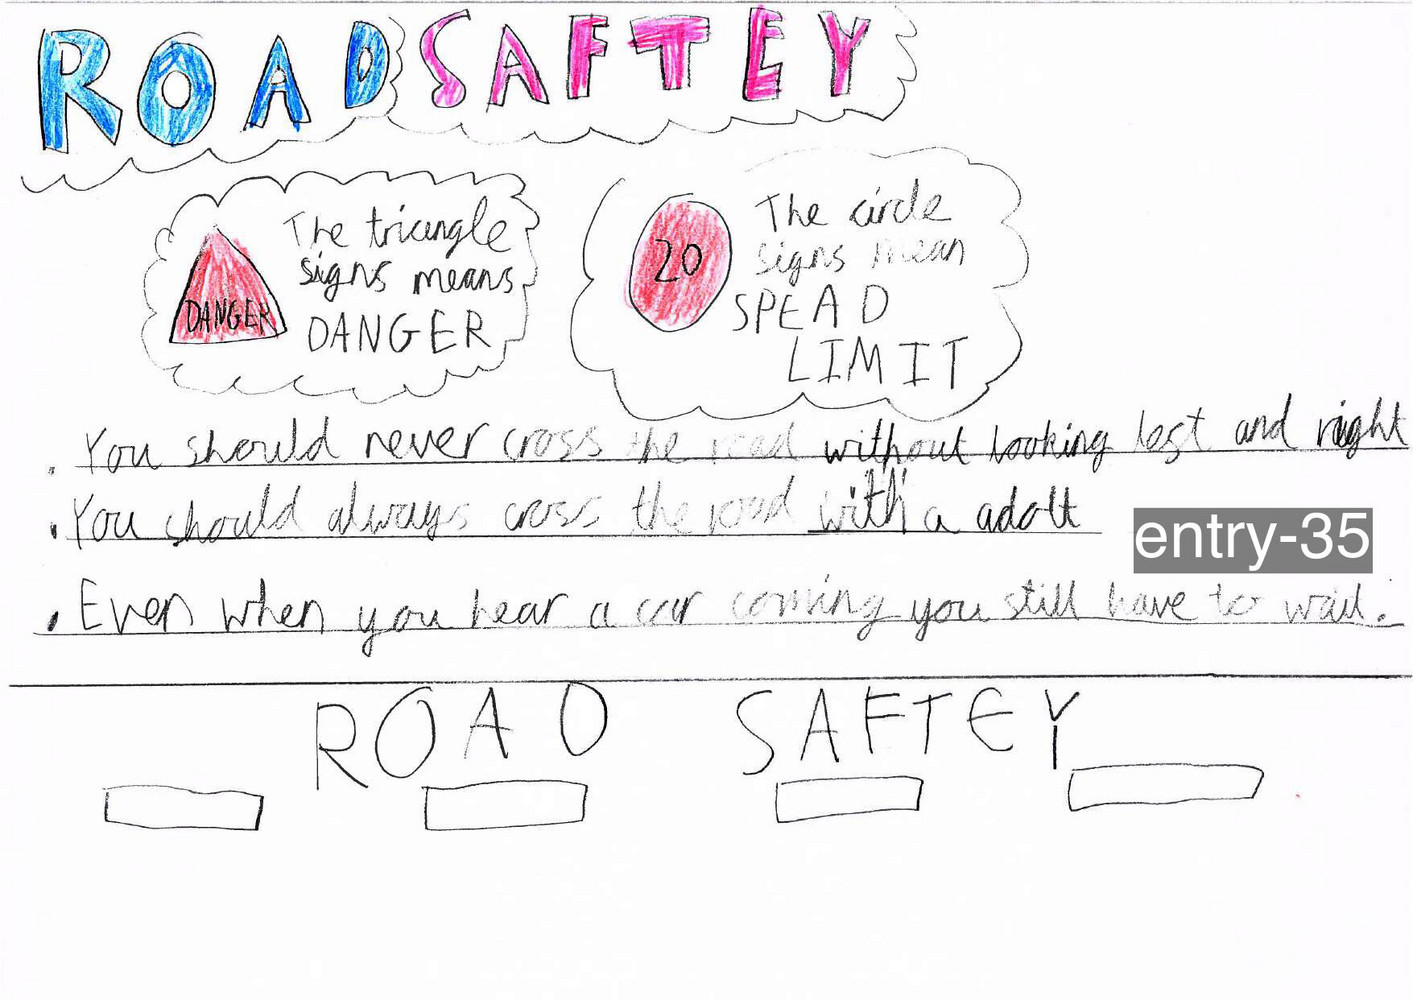 ROAD SAFTEY
The triangle
signs means
DANGER
DANGER
The circle
signs mean
SPEAD
LIMIT
20
. You should never cross the road without looking left and right
. You should always cross the road with a adolt
entry-35
. Even when you hear a car coming you still have to wait.
ROAD SAFTEY